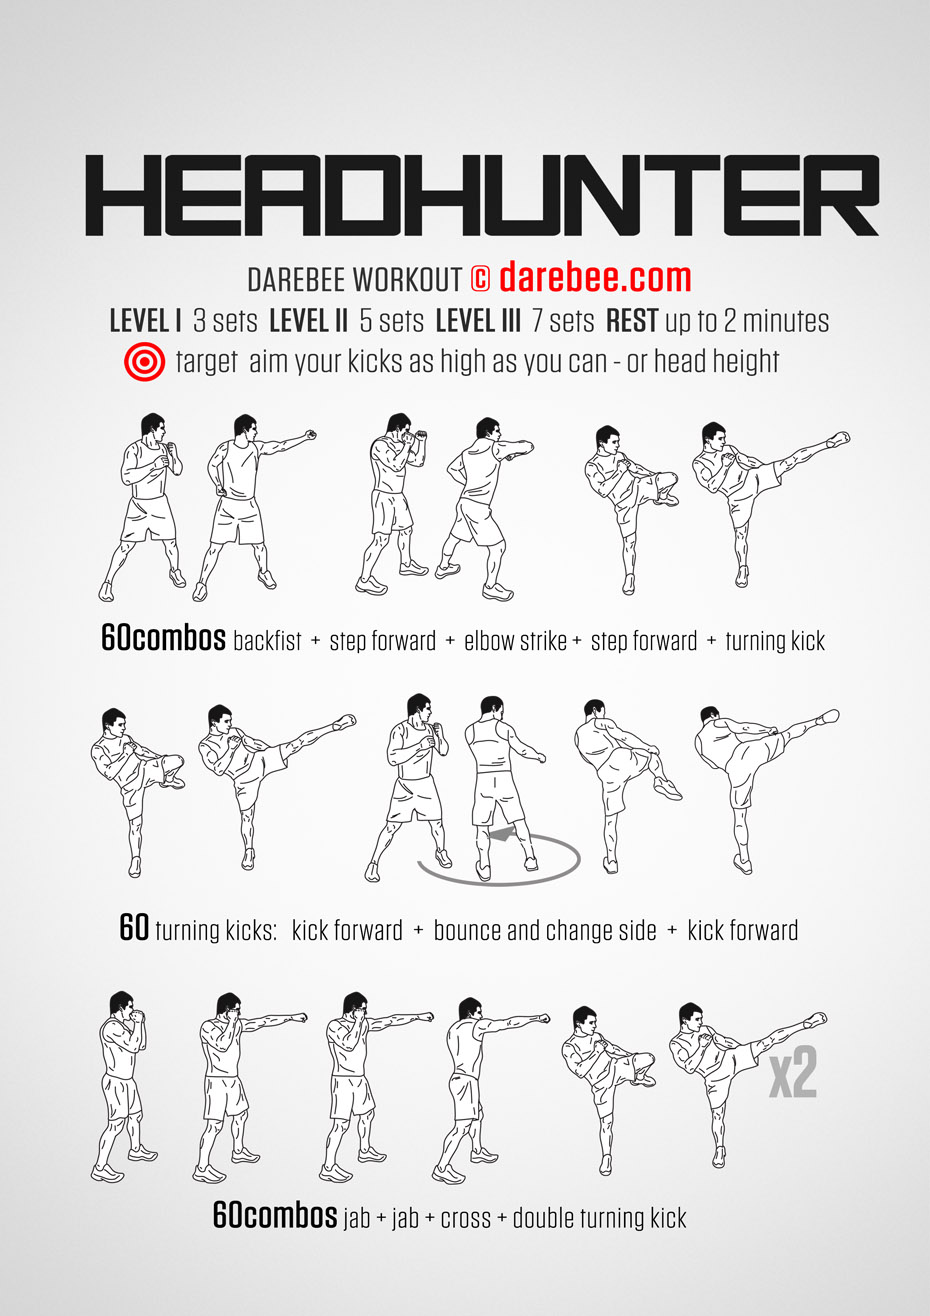 HEADHUNTER
DAREBEE WORKOUT © darebee.com
LEVEL I 3 sets LEVEL II 5 sets LEVEL III 7 sets REST up to 2 minutes
target aim your kicks as high as you can - or head height
60combos backfist + step forward + elbow strike + step forward + turning kick
60 turning kicks: kick forward + bounce and change side + kick forward
x2
60combos jab + jab + cross + double turning kick